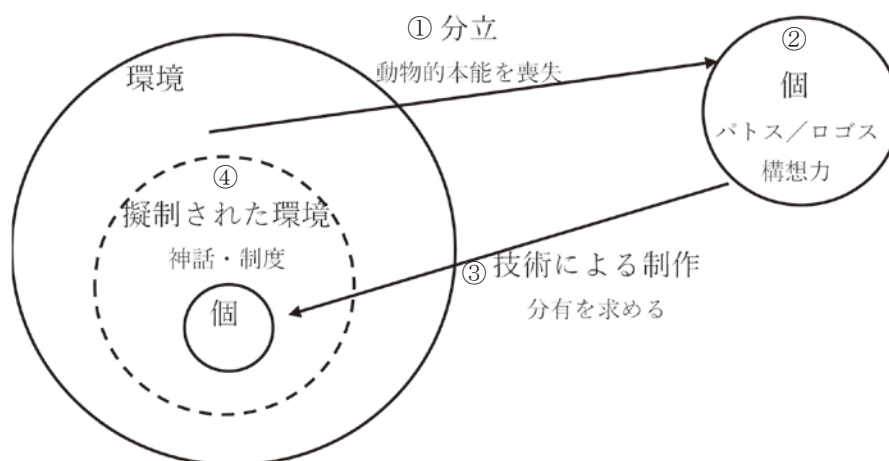 ① 分立
動物的本能を喪失
環境
②
個
パトス／ロゴス
構想力
④
擬制された環境
神話・制度
個
③ 技術による制作
分有を求める